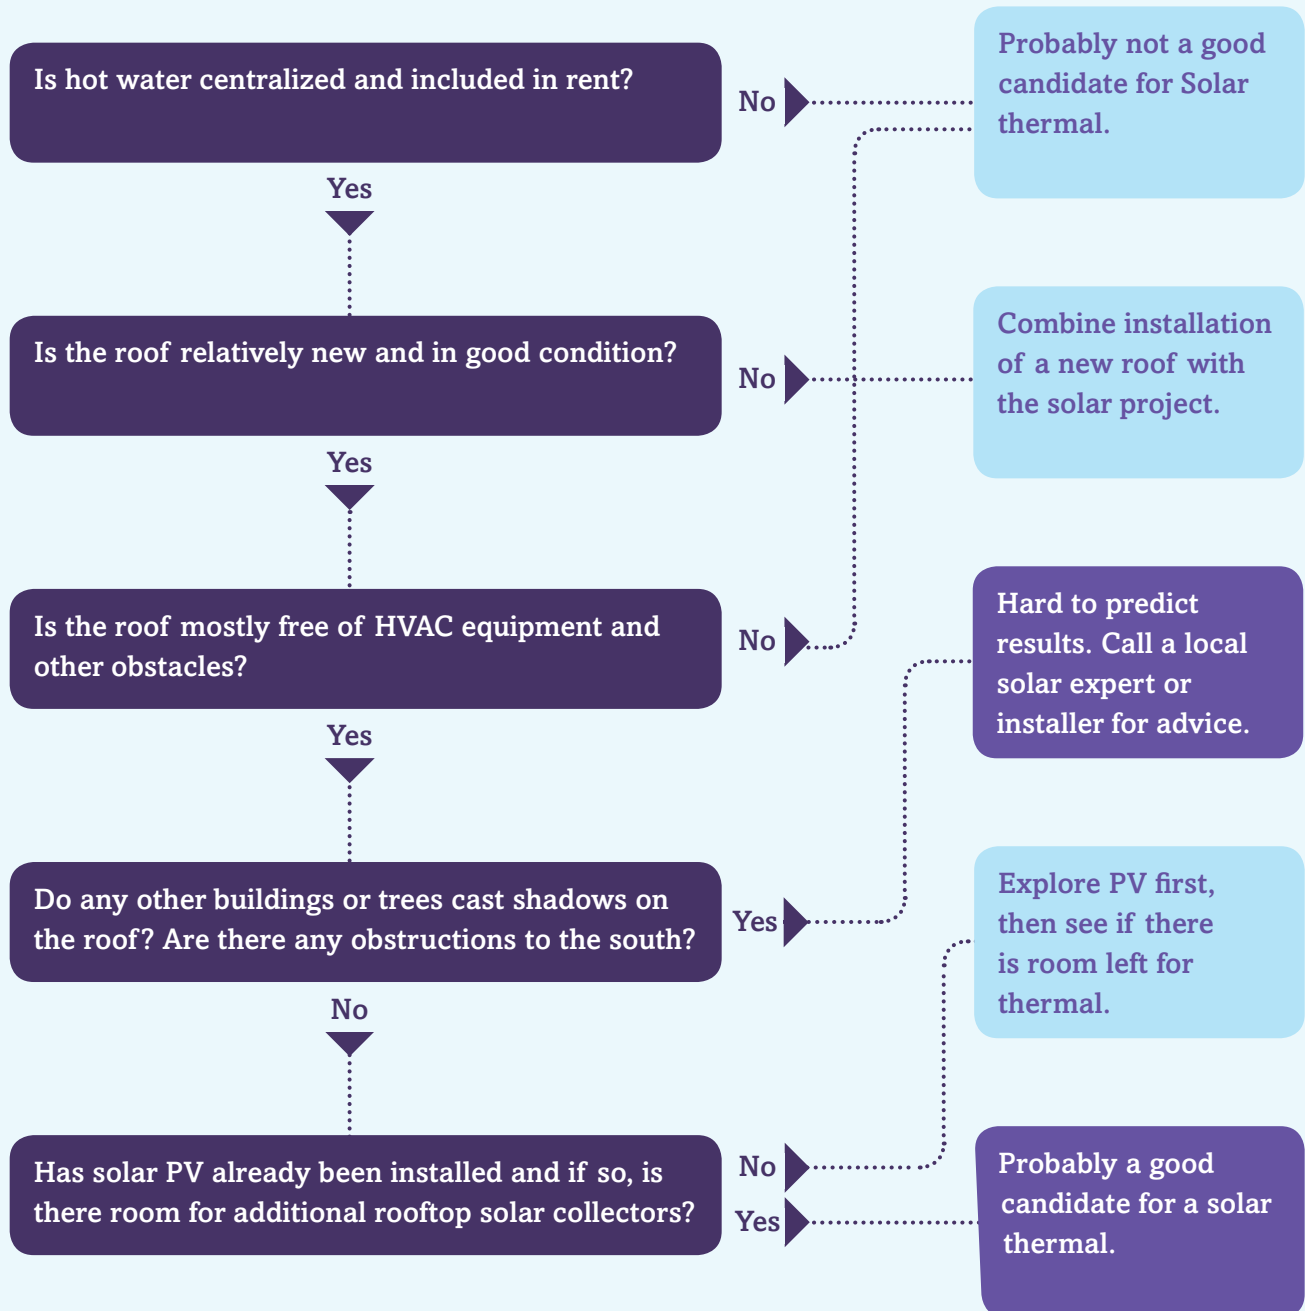 Is hot water centralized and included in rent?
No
Probably not a good
candidate for Solar
thermal.
Yes
Is the roof relatively new and in good condition?
No
Combine installation
of a new roof with
the solar project.
Yes
Is the roof mostly free of HVAC equipment and
other obstacles?
No
Hard to predict
results. Call a local
solar expert or
installer for advice.
Yes
Do any other buildings or trees cast shadows on
the roof? Are there any obstructions to the south?
Yes
Explore PV first,
then see if there
is room left for
thermal.
No
Has solar PV already been installed and if so, is
there room for additional rooftop solar collectors?
No
Yes
Probably a good
candidate for a solar
thermal.